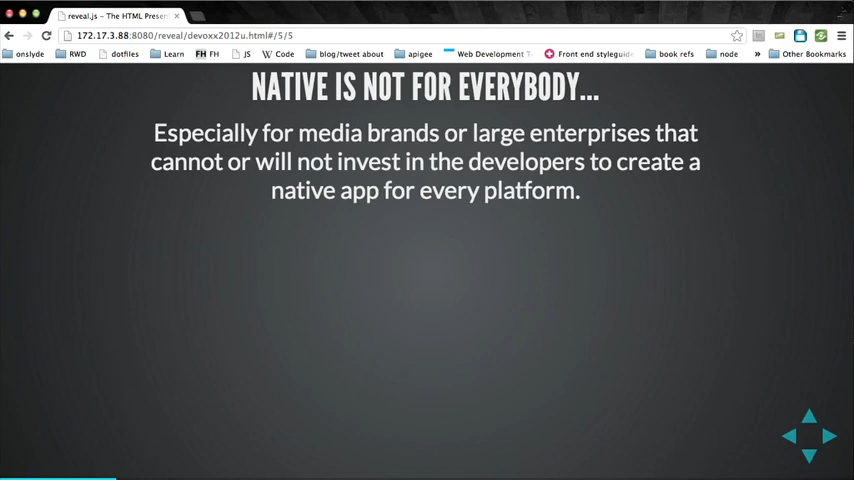 reveal.js - The HTML Presen
172.17.3.88:8080/reveal/devoxx2012u.html#/5/5
onslyde RWD dotfiles Learn FH FH JS W Code blog/tweet about apigee Web Development T Front end styleguide book refs node » Other Bookmarks
NATIVE IS NOT FOR EVERYBODY...
Especially for media brands or large enterprises that
cannot or will not invest in the developers to create a
native app for every platform.